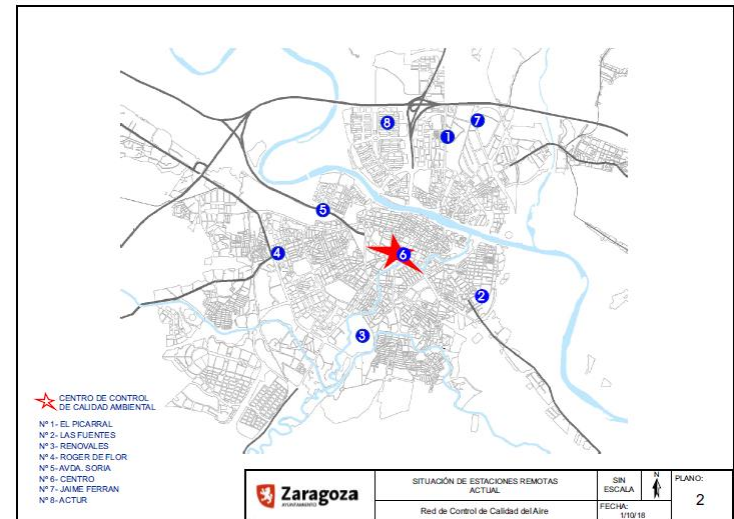 8
7
1
5
4
6
2
3
CENTRO DE CONTROL
DE CALIDAD AMBIENTAL
Nº 1- EL PICARRAL
Nº 2- LAS FUENTES
Nº 3- RENOVALES
Nº 4- ROGER DE FLOR
Nº 5- AVDA. SORIA
Nº 6- CENTRO
Nº 7- JAIME FERRAN
Nº 8- ACTUR
Zaragoza
AYUNTAMIENTO
SITUACIÓN DE ESTACIONES REMOTAS
ACTUAL
Red de Control de Calidad del Aire
SIN
ESCALA
N
FECHA:
1/10/18
PLANO:
2